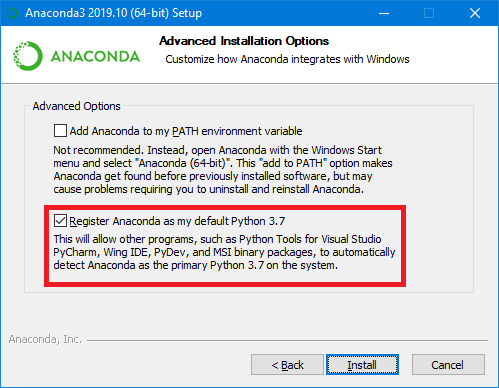 Anaconda3 2019.10 (64-bit) Setup
ANACONDA
Advanced Installation Options
Customize how Anaconda integrates with Windows
Advanced Options
Add Anaconda to my PATH environment variable
Not recommended. Instead, open Anaconda with the Windows Start
menu and select "Anaconda (64-bit)". This "add to PATH" option makes
Anaconda get found before previously installed software, but may
cause problems requiring you to uninstall and reinstall Anaconda.
Register Anaconda as my default Python 3.7
This will allow other programs, such as Python Tools for Visual Studio
PyCharm, Wing IDE, PyDev, and MSI binary packages, to automatically
detect Anaconda as the primary Python 3.7 on the system.
Anaconda, Inc.
< Back
Install
Cancel